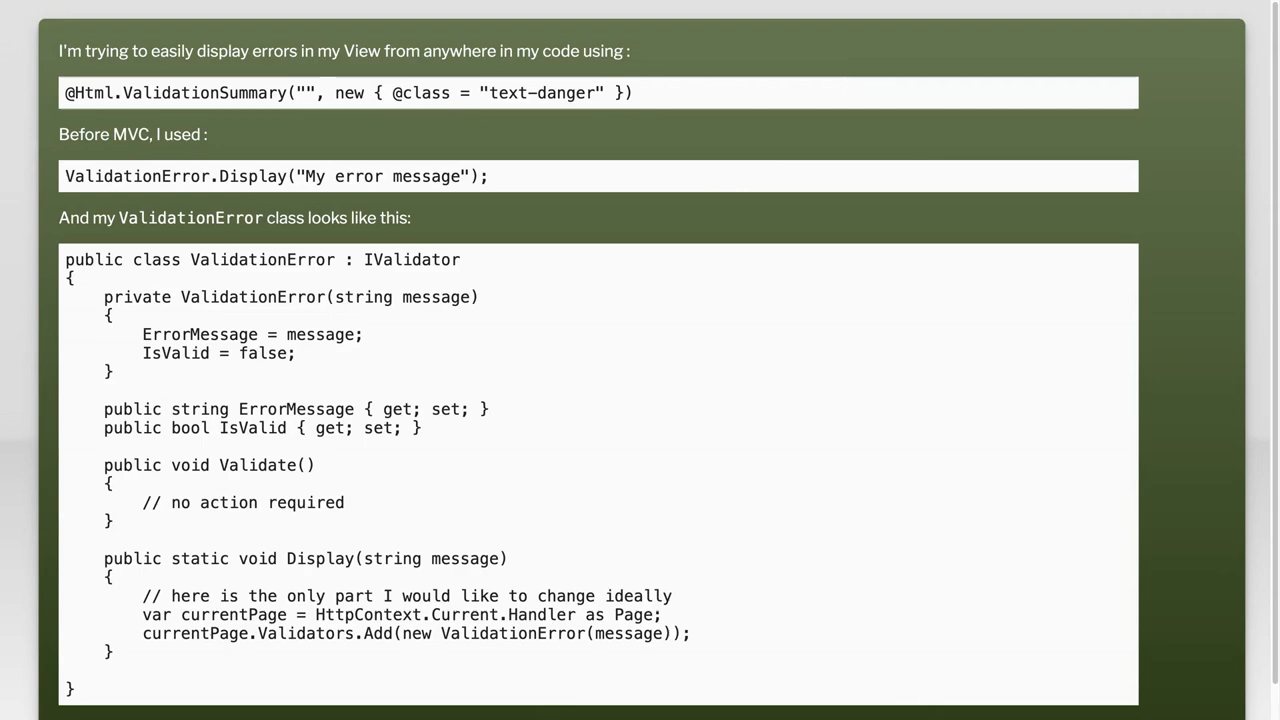 I'm trying to easily display errors in my View from anywhere in my code using :
@Html.ValidationSummary("", new { @class = "text-danger" })
Before MVC, I used :
ValidationError.Display("My error message");
And my ValidationError class looks like this:
public class ValidationError : IValidator
{
    private ValidationError(string message)
    {
        ErrorMessage = message;
        IsValid = false;
    }
    public string ErrorMessage { get; set; }
    public bool IsValid { get; set; }
    public void Validate()
    {
        // no action required
    }
    public static void Display(string message)
    {
        // here is the only part I would like to change ideally
        var currentPage = HttpContext.Current.Handler as Page;
        currentPage.Validators.Add(new ValidationError(message));
    }
}